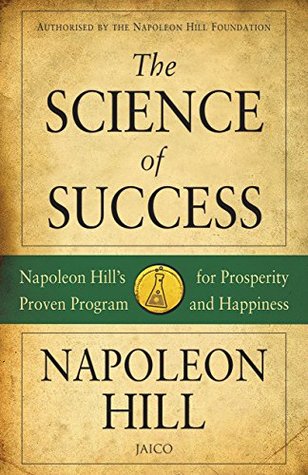 AUTHORISED BY THE NAPOLEON HILL FOUNDATION
The
SCIENCE
of
SUCCESS
Napoleon Hill's for Prosperity
Proven Program and Happiness
NAPOLEON
HILL
JAICO